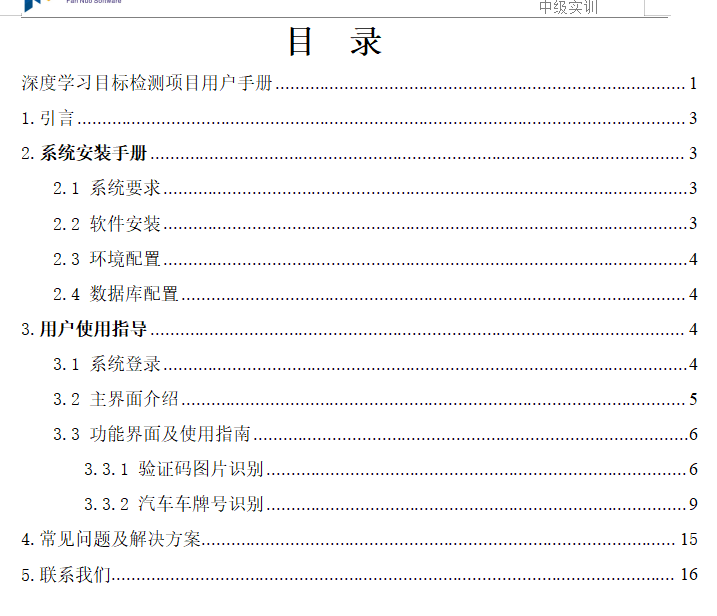 Fan Nuo Software
中级实训
目 录
深度学习目标检测项目用户手册 1
1.引言 3
2.系统安装手册 3
2.1 系统要求 3
2.2 软件安装 3
2.3 环境配置 4
2.4 数据库配置 4
3.用户使用指导 4
3.1 系统登录 4
3.2 主界面介绍 5
3.3 功能界面及使用指南 6
3.3.1 验证码图片识别 6
3.3.2 汽车车牌号识别 9
4.常见问题及解决方案 15
5.联系我们 16